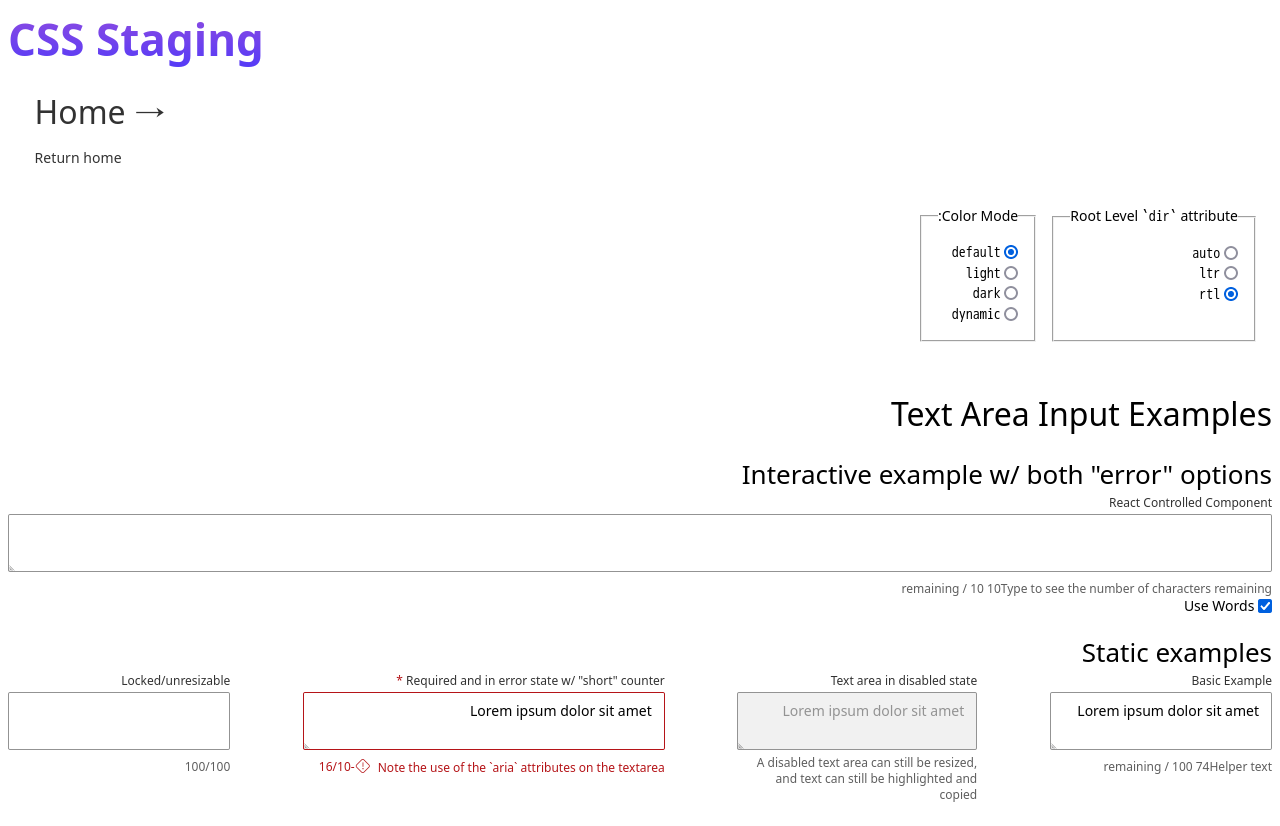 CSS Staging
Home →
Return home
Root Level `dir` attribute
auto
ltr
rtl
:Color Mode
default
light
dark
dynamic
Text Area Input Examples
Interactive example w/ both "error" options
React Controlled Component
remaining / 10 10Type to see the number of characters remaining
Use Words
Static examples
Basic Example
Lorem ipsum dolor sit amet
remaining / 100 74Helper text
Text area in disabled state
Lorem ipsum dolor sit amet
A disabled text area can still be resized,
and text can still be highlighted and
copied
* Required and in error state w/ "short" counter
Lorem ipsum dolor sit amet
16/10- Note the use of the `aria` attributes on the textarea
Locked/unresizable
100/100